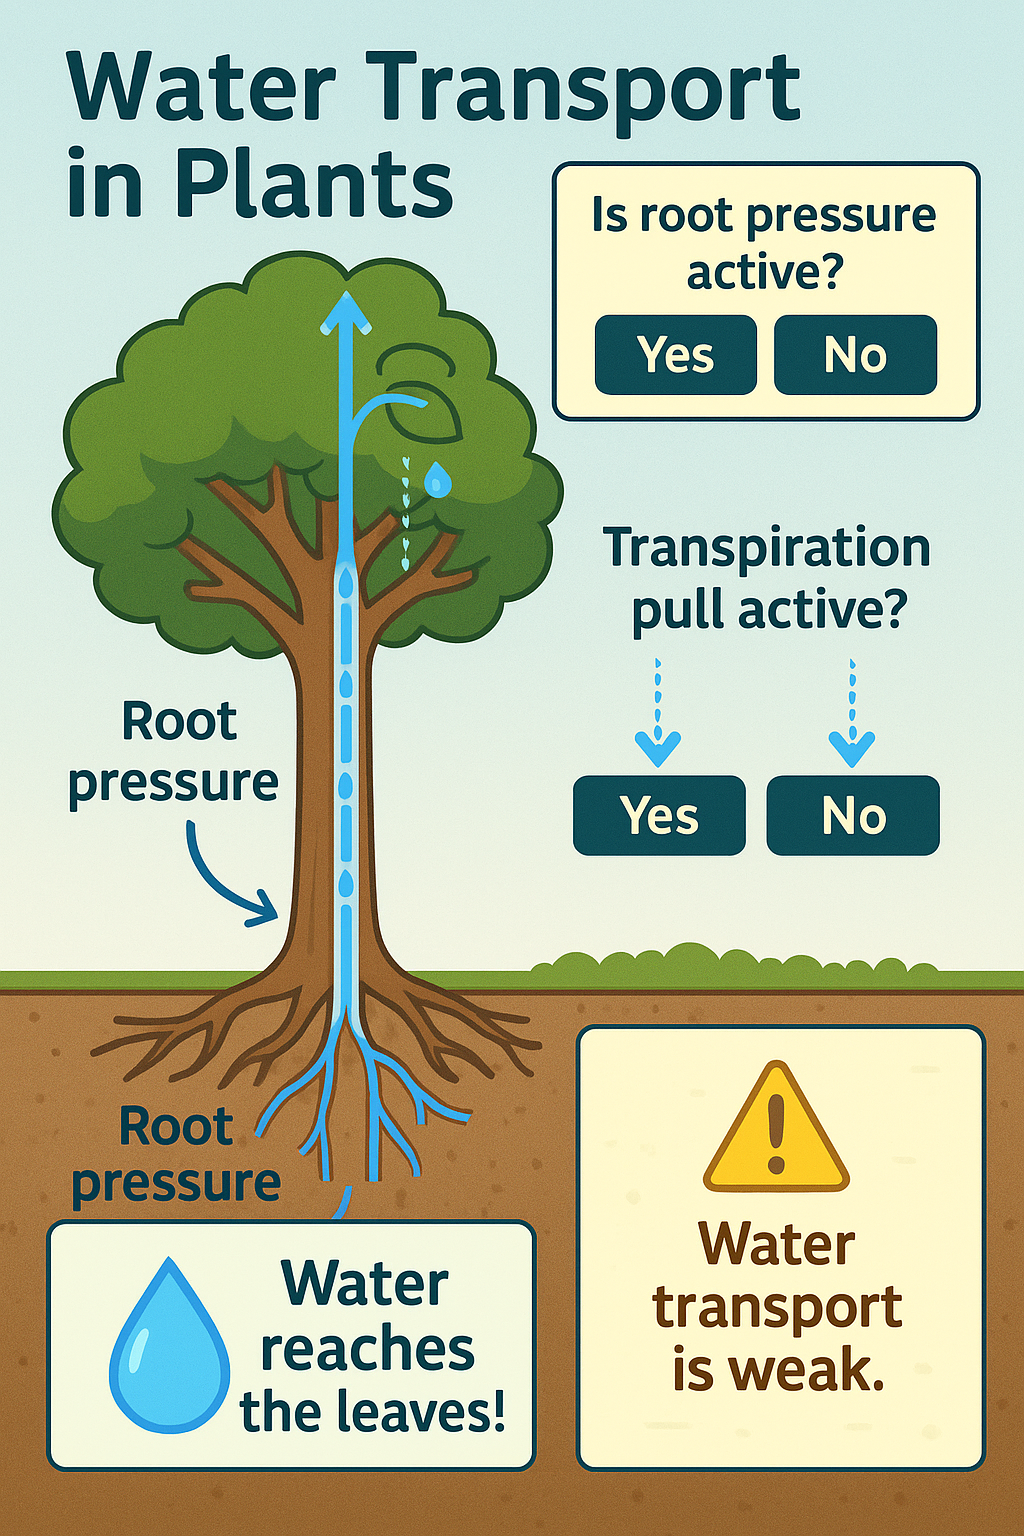 Water Transport
in Plants
Is root pressure
active?
Yes No
Transpiration
pull active?
Yes No
Root
pressure
Root
pressure
Water
reaches
the leaves!
Water
transport
is weak.